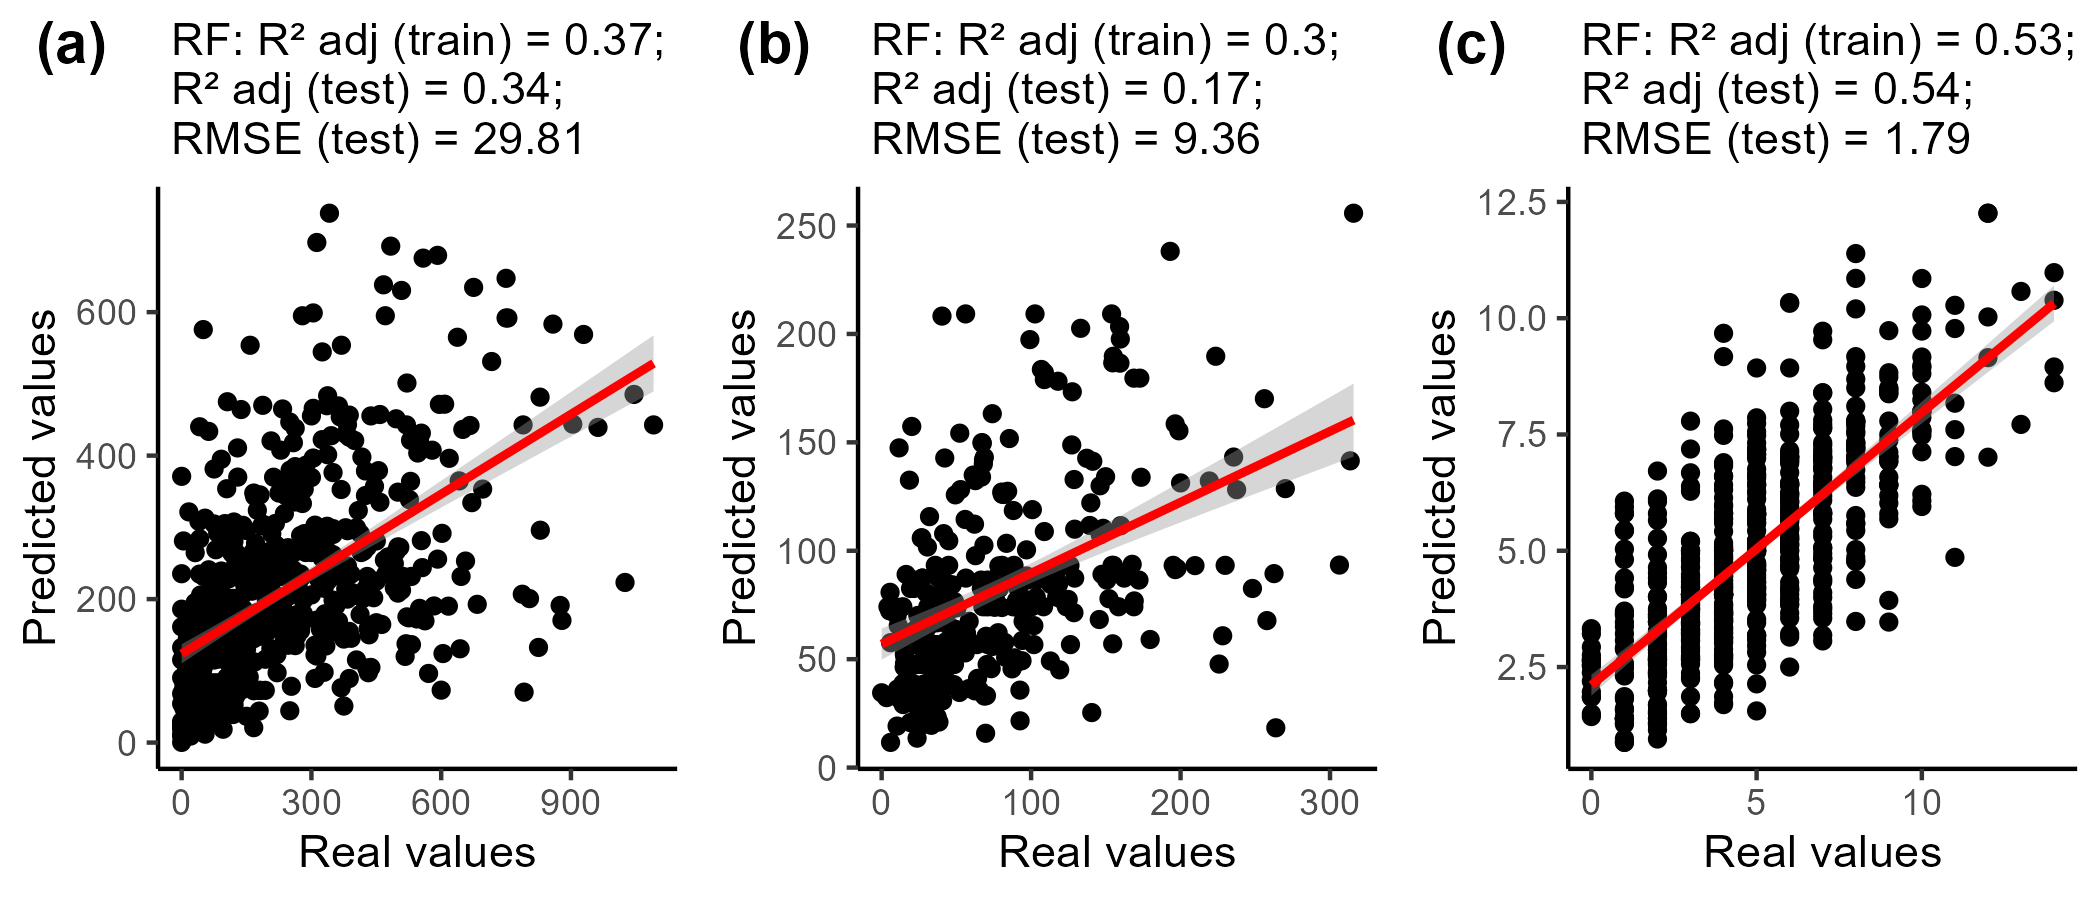 (a)
RF: R² adj (train) = 0.37;
R² adj (test) = 0.34;
RMSE (test) = 29.81
Predicted values
600
400
200
0
0 300 600 900
Real values
(b)
RF: R² adj (train) = 0.3;
R² adj (test) = 0.17;
RMSE (test) = 9.36
Predicted values
250
200
150
100
50
0
0 100 200 300
Real values
(c)
RF: R² adj (train) = 0.53;
R² adj (test) = 0.54;
RMSE (test) = 1.79
Predicted values
12.5
10.0
7.5
5.0
2.5
0 5 10
Real values